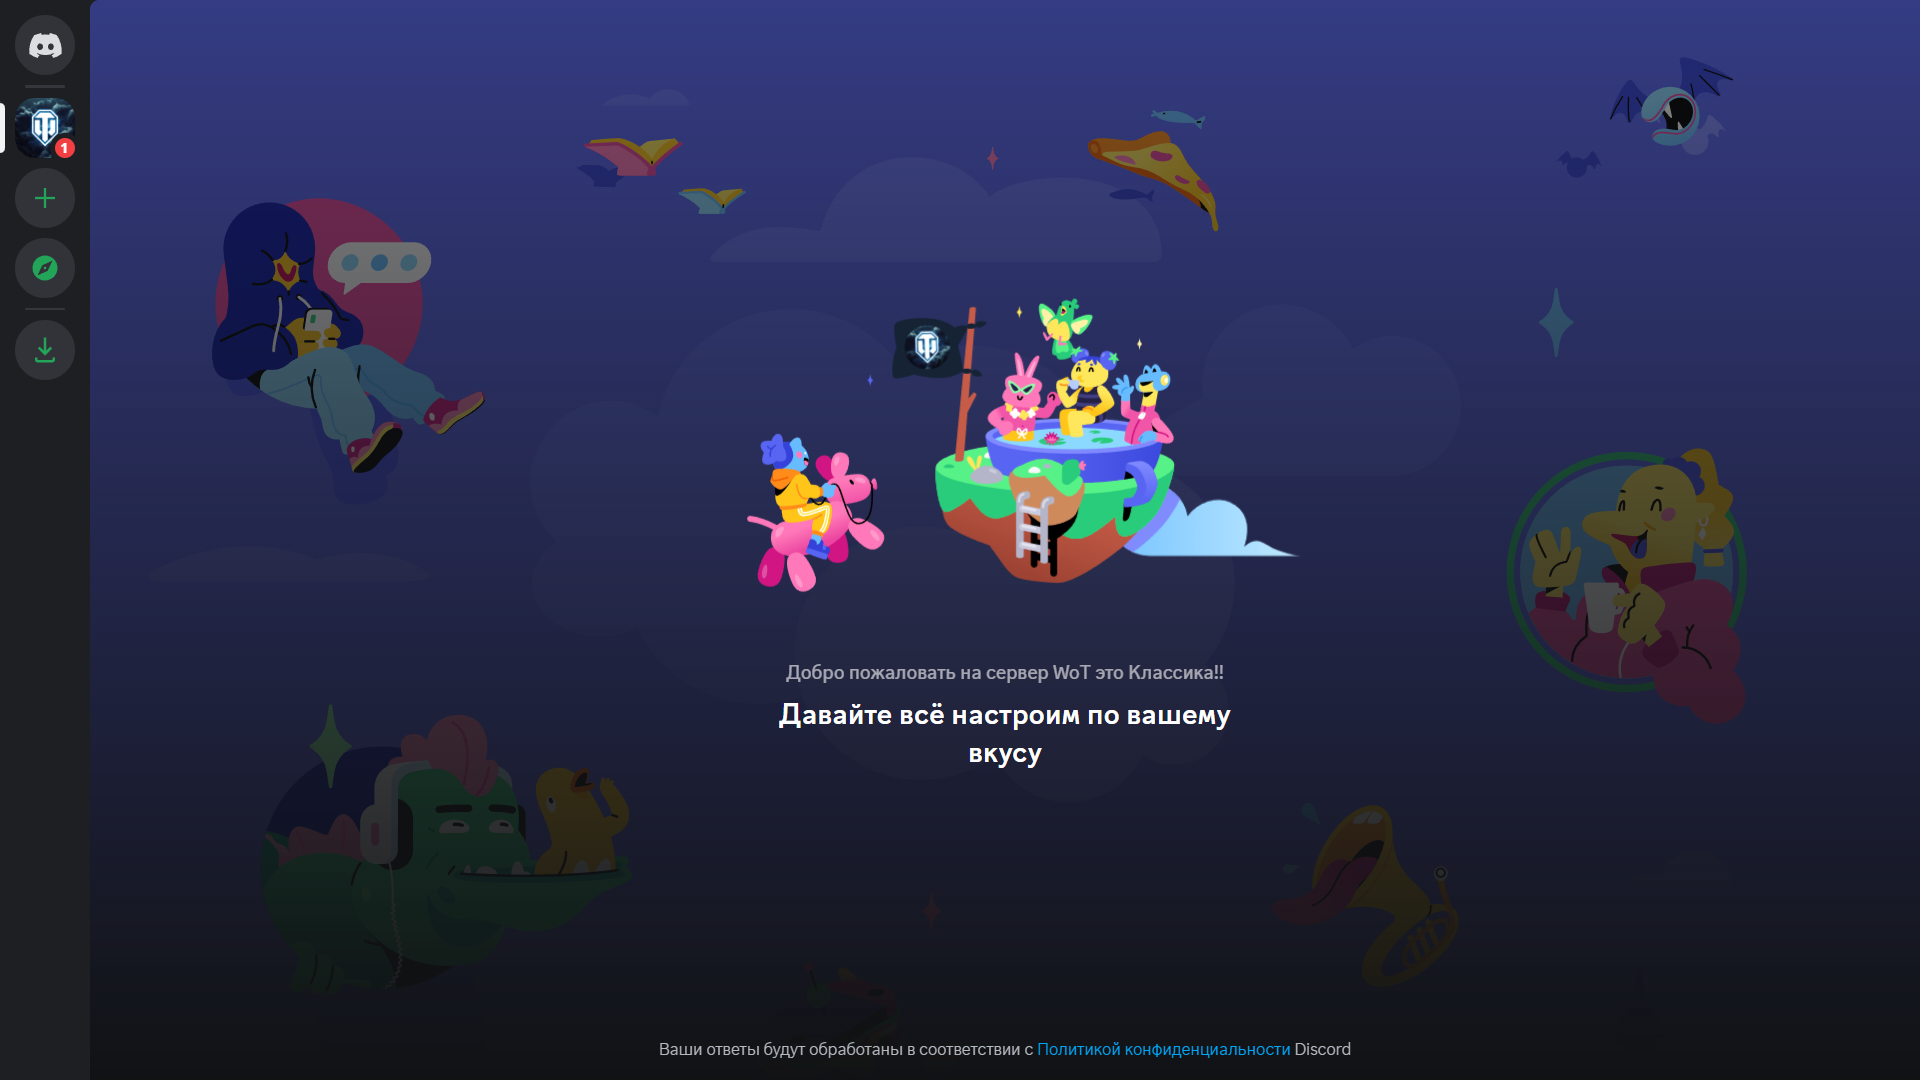 1
Добро пожаловать на сервер WoT это Классика!!
Давайте всё настроим по вашему
вкусу
Ваши ответы будут обработаны в соответствии с Политикой конфиденциальности Discord